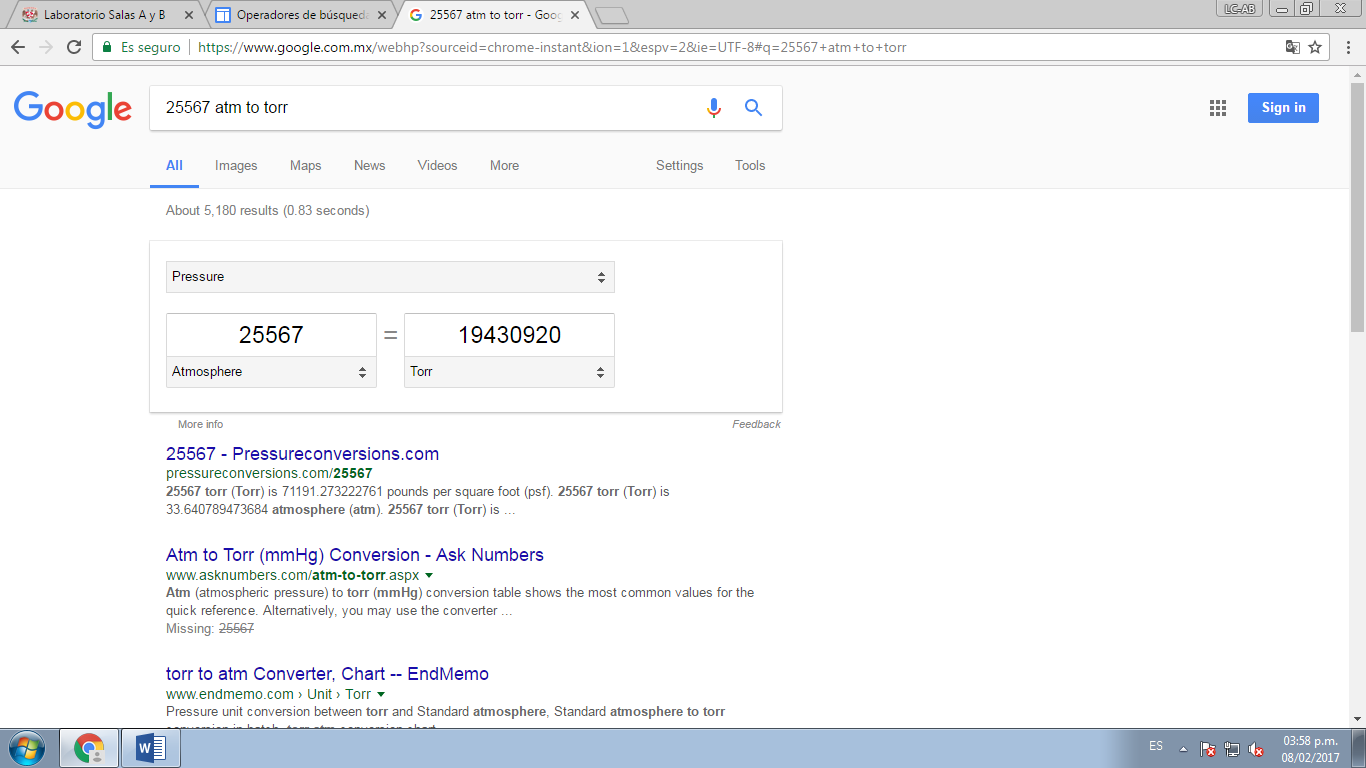 Laboratorio Salas A y B
Operadores de búsqueda
25567 atm to torr - Goog
LC-AB
Es seguro
https://www.google.com.mx/webhp?sourceid=chrome-instant&ion=1&espv=2&ie=UTF-8#q=25567+atm+to+torr
Google
25567 atm to torr
Sign in
All Images Maps News Videos More Settings Tools
About 5,180 results (0.83 seconds)
Pressure
25567 = 19430920
Atmosphere Torr
More info Feedback
25567 - Pressureconversions.com
pressureconversions.com/25567
25567 torr (Torr) is 71191.273222761 pounds per square foot (psf). 25567 torr (Torr) is
33.640789473684 atmosphere (atm). 25567 torr (Torr) is ...
Atm to Torr (mmHg) Conversion - Ask Numbers
www.asknumbers.com/atm-to-torr.aspx
Atm (atmospheric pressure) to torr (mmHg) conversion table shows the most common values for the
quick reference. Alternatively, you may use the converter ...
Missing: 25567
torr to atm Converter, Chart -- EndMemo
www.endmemo.com › Unit › Torr
Pressure unit conversion between torr and Standard atmosphere, Standard atmosphere to torr
conversion in batch, torr atm conversion chart
ES
03:58 p.m.
08/02/2017